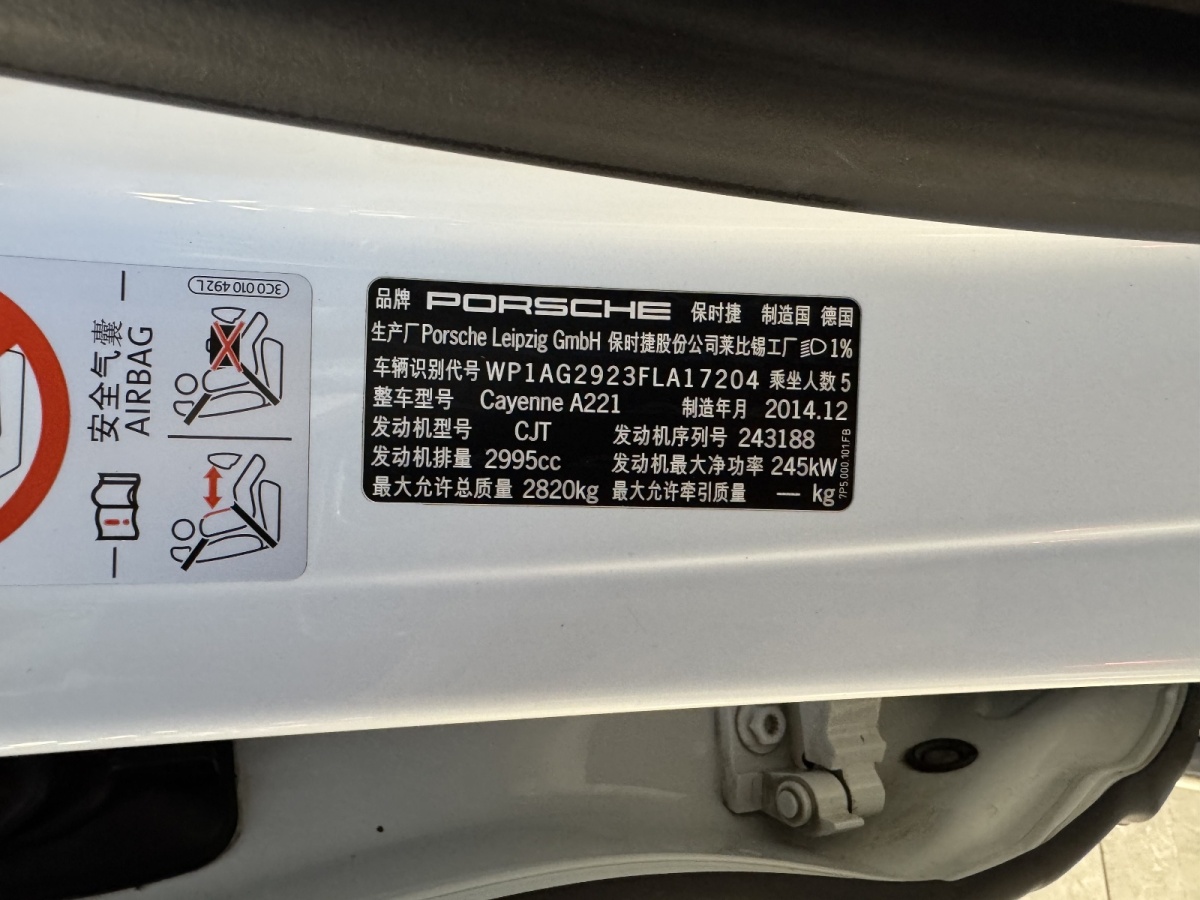 品牌 PORSCHE 保时捷 制造国 德国
生产厂 Porsche Leipzig GmbH 保时捷股份公司莱比锡工厂 1%
车辆识别代号 WP1AG2923FLA17204 乘坐人数 5
整车型号 Cayenne A221 制造年月 2014.12
发动机型号 CJT 发动机序列号 243188
发动机排量 2995cc 发动机最大净功率 245kW
最大允许总质量 2820kg 最大允许牵引质量 — kg
7P5.000.101.FB
3C0 010 492 L
安全气囊
AIRBAG